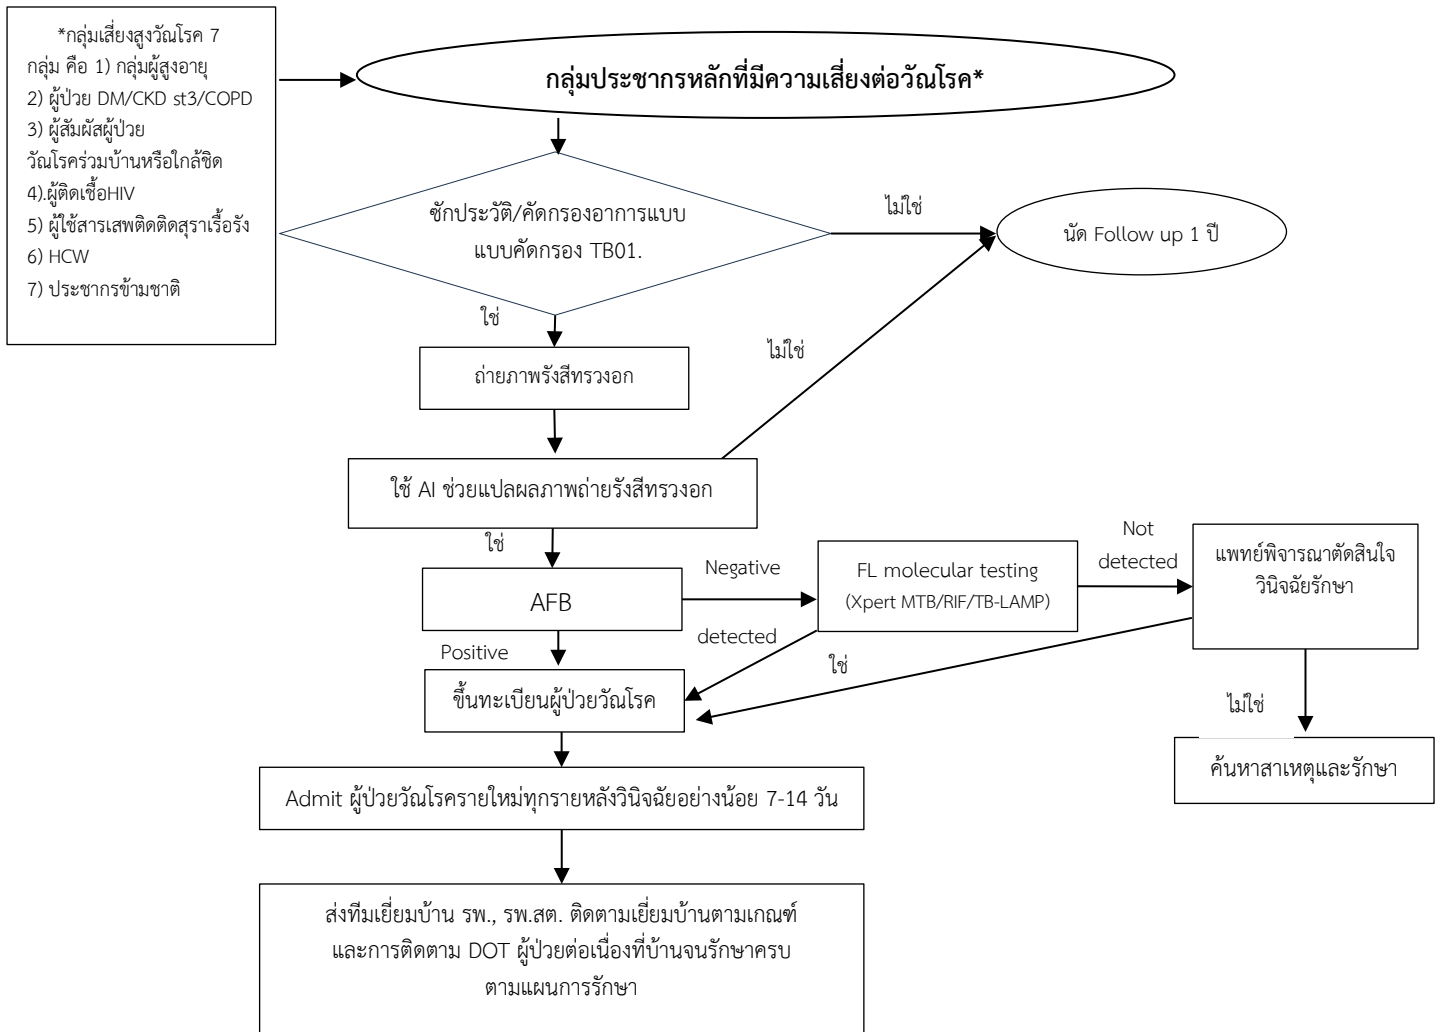 *กลุ่มเสี่ยงสูงวัณโรค 7
กลุ่ม คือ 1) กลุ่มผู้สูงอายุ
2) ผู้ป่วย DM/CKD st3/COPD
3) ผู้สัมผัสผู้ป่วย
วัณโรคร่วมบ้านหรือใกล้ชิด
4).ผู้ติดเชื้อHIV
5) ผู้ใช้สารเสพติดติดสุราเรื้อรัง
6) HCW
7) ประชากรข้ามชาติ
กลุ่มประชากรหลักที่มีความเสี่ยงต่อวัณโรค*
ซักประวัติ/คัดกรองอาการแบบ
แบบคัดกรอง TB01.
ไม่ใช่
นัด Follow up 1 ปี
ใช่
ถ่ายภาพรังสีทรวงอก
ไม่ใช่
ใช้ AI ช่วยแปลผลภาพถ่ายรังสีทรวงอก
ใช่
AFB
Negative
FL molecular testing
(Xpert MTB/RIF/TB-LAMP)
Not
detected
แพทย์พิจารณาตัดสินใจ
วินิจฉัยรักษา
detected
Positive
ใช่
ขึ้นทะเบียนผู้ป่วยวัณโรค
ไม่ใช่
ค้นหาสาเหตุและรักษา
Admit ผู้ป่วยวัณโรครายใหม่ทุกรายหลังวินิจฉัยอย่างน้อย 7-14 วัน
ส่งทีมเยี่ยมบ้าน รพ., รพ.สต. ติดตามเยี่ยมบ้านตามเกณฑ์
และการติดตาม DOT ผู้ป่วยต่อเนื่องที่บ้านจนรักษาครบ
ตามแผนการรักษา